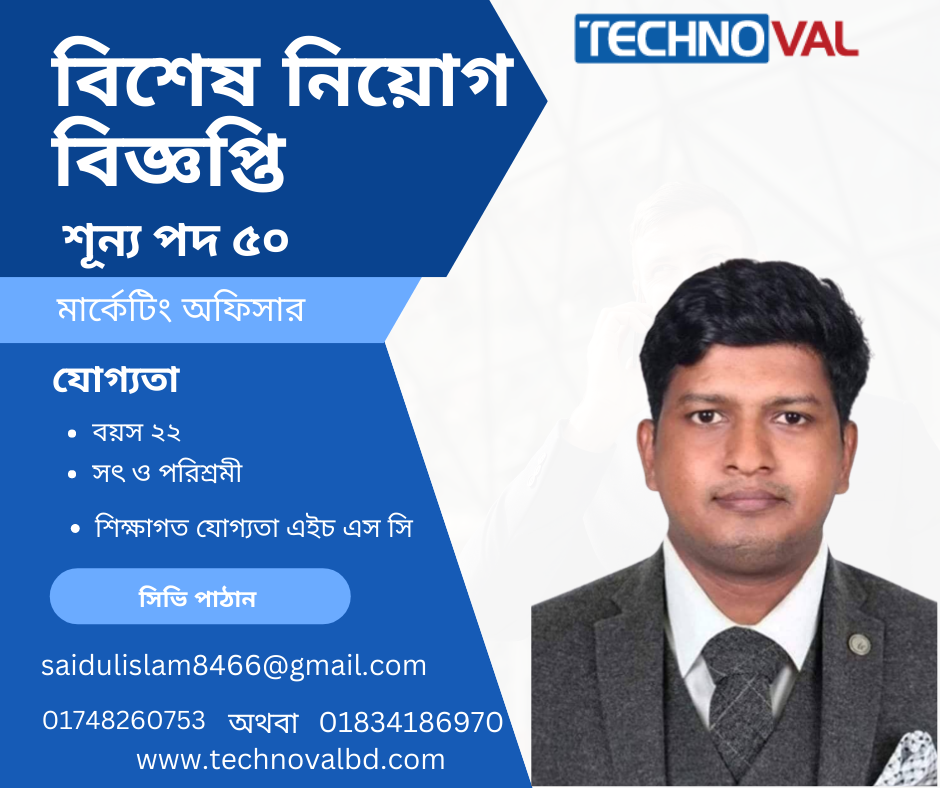 TECHNOVAL
বিশেষ নিয়োগ
বিজ্ঞপ্তি
শূন্য পদ ৫০
মার্কেটিং অফিসার
যোগ্যতা
বয়স ২২
সৎ ও পরিশ্রমী
শিক্ষাগত যোগ্যতা এইচ এস সি
সিভি পাঠান
saidulislam8466@gmail.com
01748260753 অথবা 01834186970
www.technovalbd.com